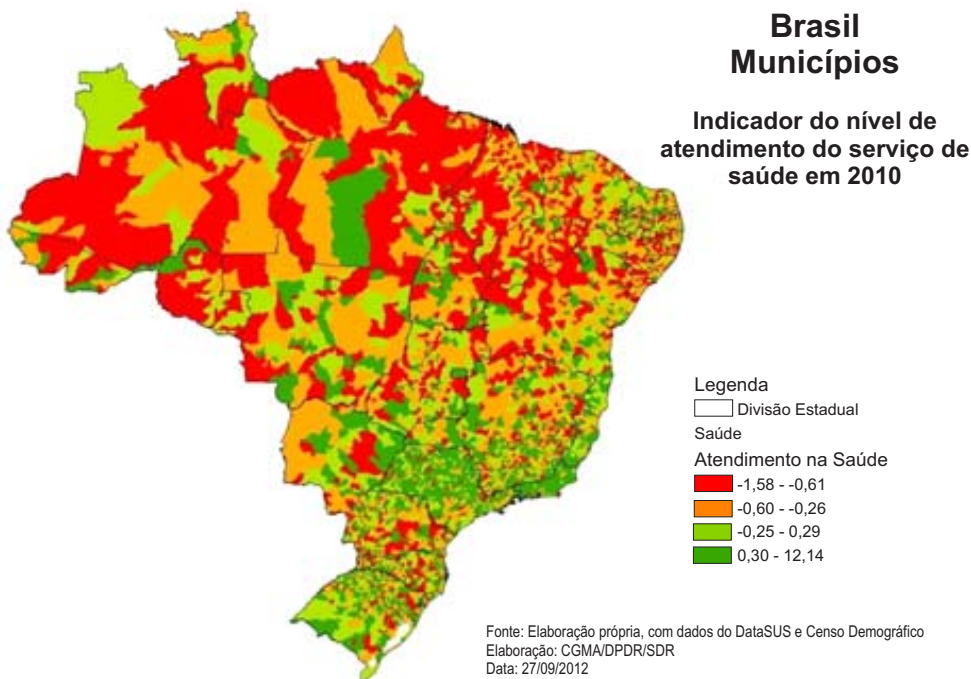 Brasil
Municípios
Indicador do nível de
atendimento do serviço de
saúde em 2010
Legenda
Divisão Estadual
Saúde
Atendimento na Saúde
-1,58 - -0,61
-0,60 - -0,26
-0,25 - 0,29
0,30 - 12,14
Fonte: Elaboração própria, com dados do DataSUS e Censo Demográfico
Elaboração: CGMA/DPDR/SDR
Data: 27/09/2012